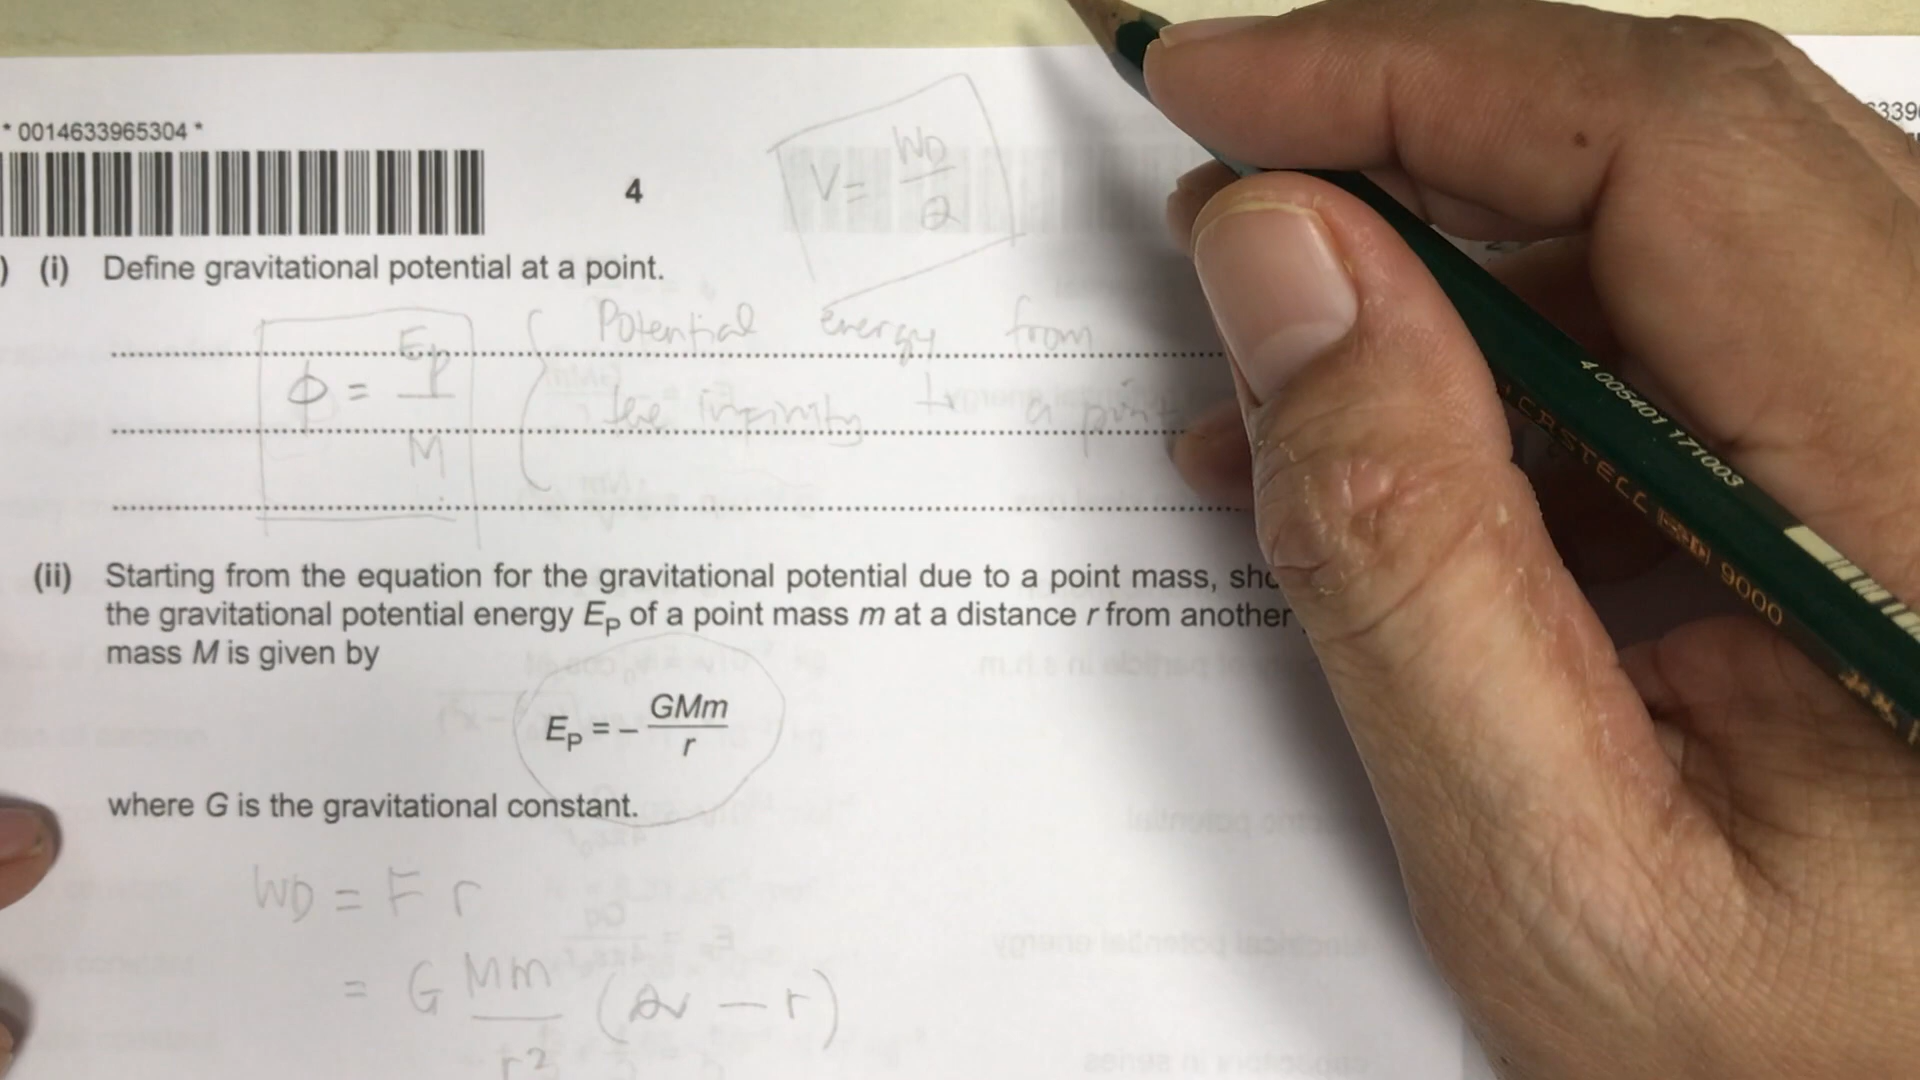 * 0014633965304 *
339
4
V = WD / Q
) (i) Define gravitational potential at a point.
Potential energy from
ϕ = Ep / M
the infinity to a point
(ii) Starting from the equation for the gravitational potential due to a point mass,
the gravitational potential energy EP of a point mass m at a distance r from another
mass M is given by
EP = – GMm / r
where G is the gravitational constant.
WD = F r
= G Mm / r²
4 005401 171003
9000